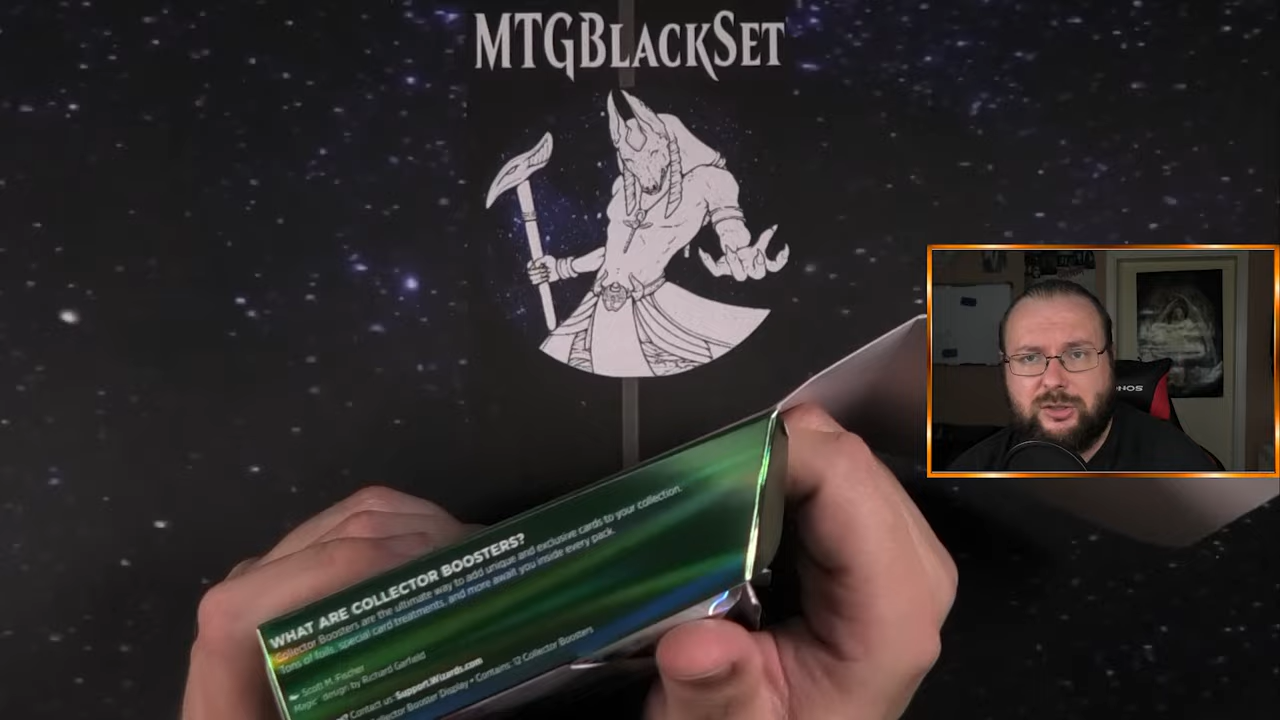 MTGBLACKSET
WHAT ARE COLLECTOR BOOSTERS?
Collector Boosters are the ultimate way to add unique and exclusive cards to your collection.
Tons of foils, special card treatments, and more await you inside every pack.
Scott M. Fischer
Magic design by Richard Garfield
Contact us: Support.Wizards.com
Collector Booster Display • Contains: 12 Collector Boosters
NOS